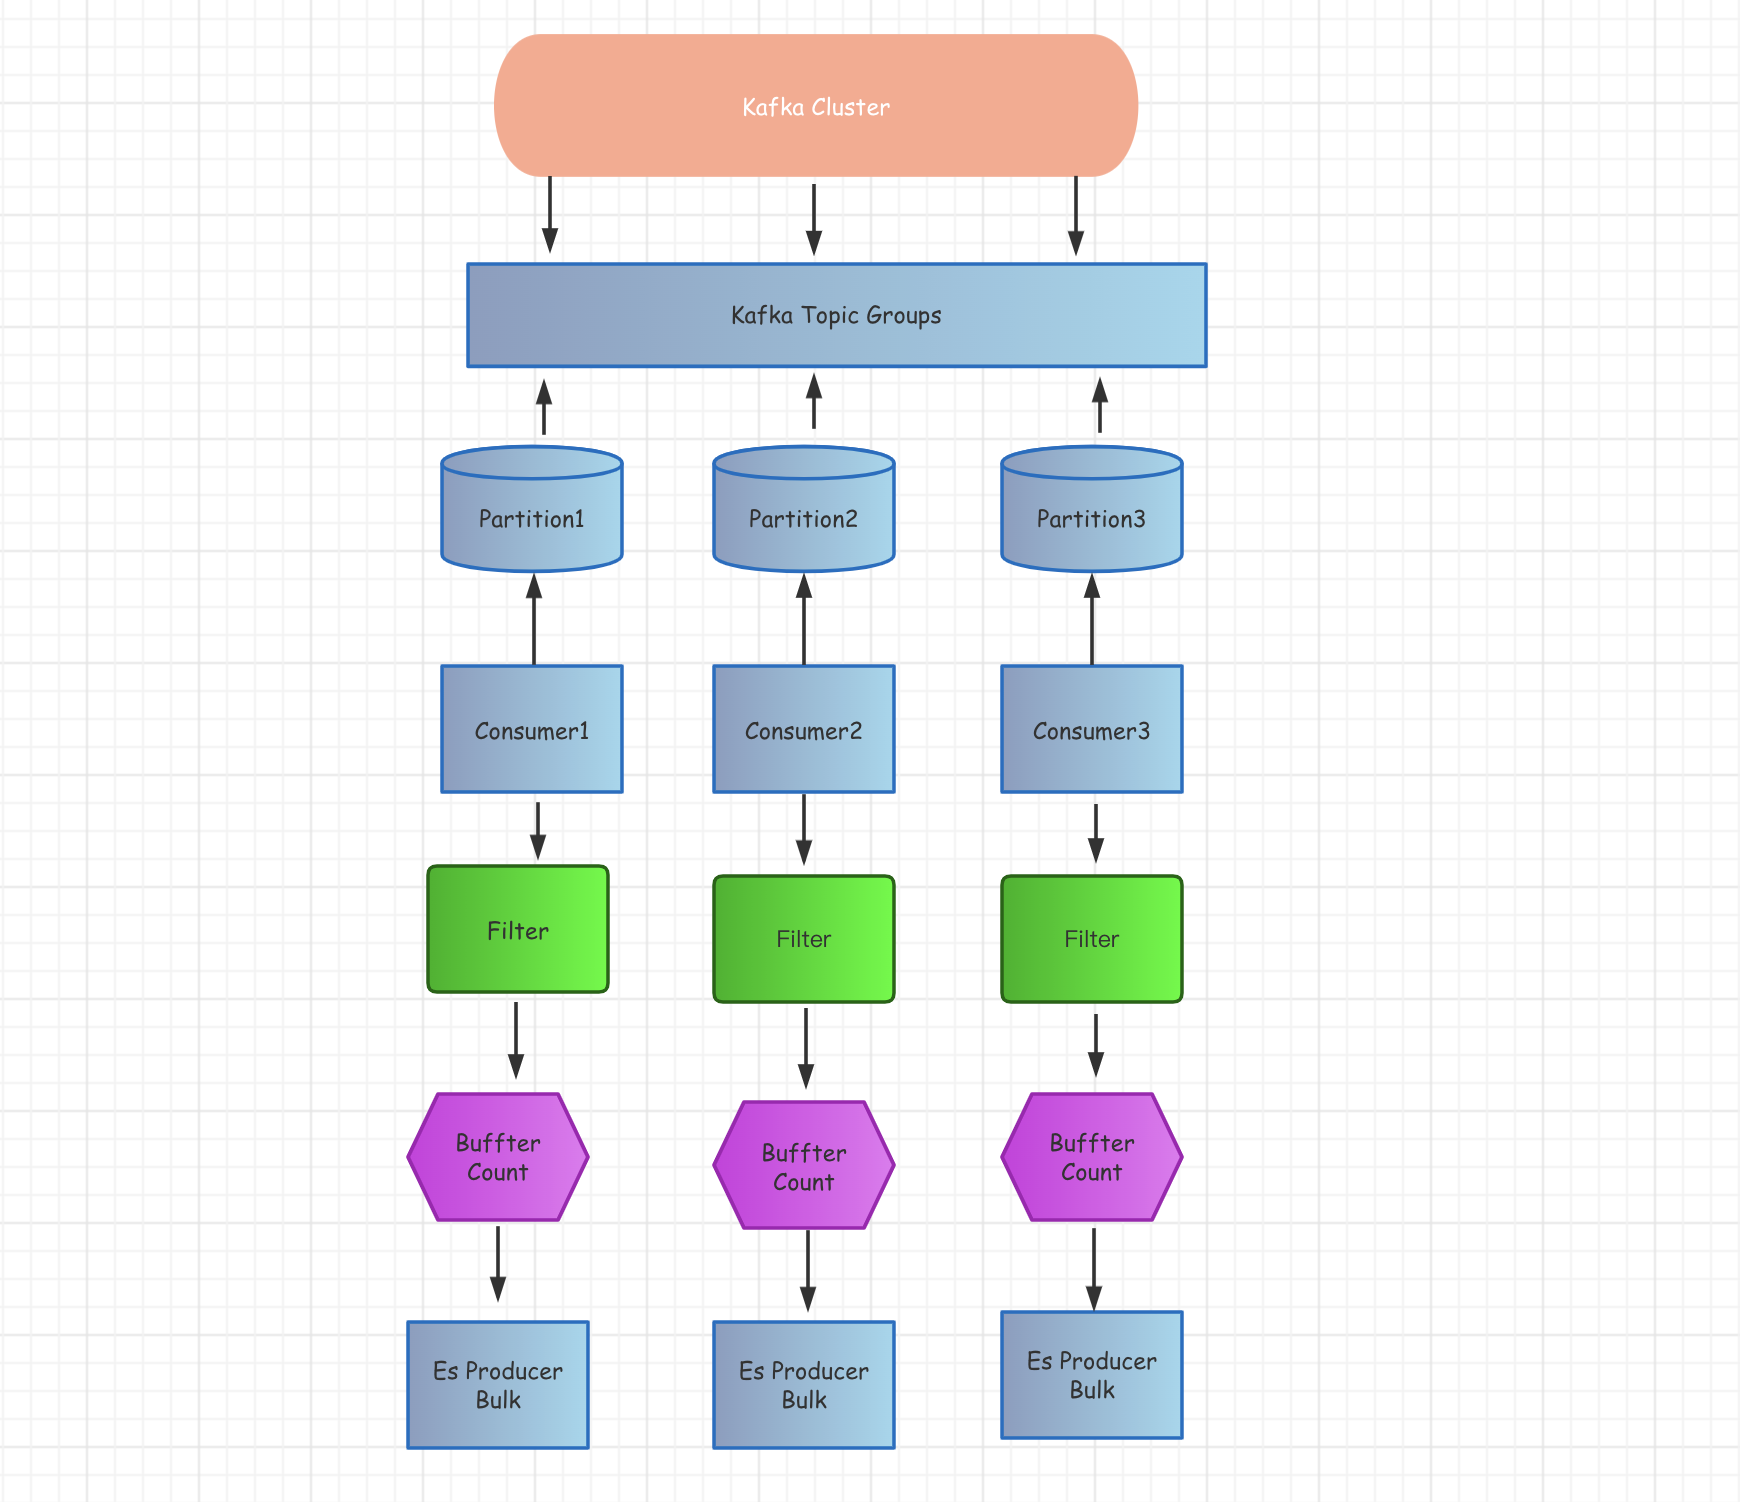 Kafka Cluster
Kafka Topic Groups
Partition1
Partition2
Partition3
Consumer1
Consumer2
Consumer3
Filter
Filter
Filter
Buffter
Count
Buffter
Count
Buffter
Count
Es Producer
Bulk
Es Producer
Bulk
Es Producer
Bulk